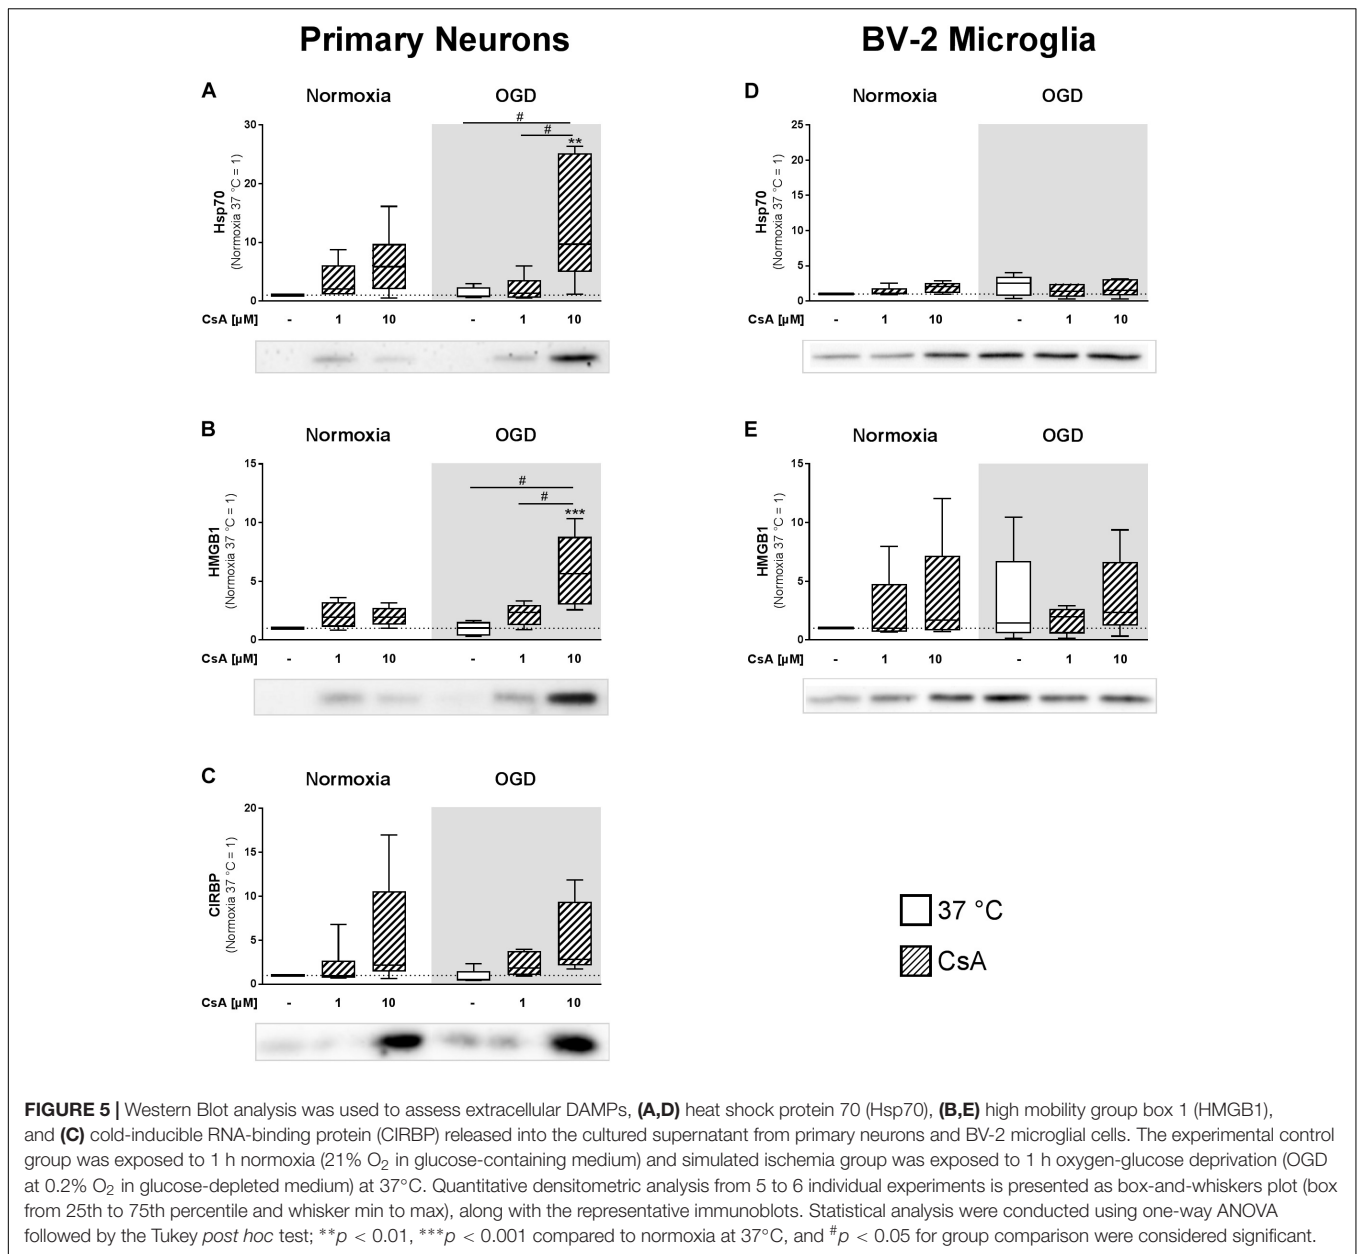 Primary Neurons
BV-2 Microglia
A
Normoxia
OGD
Hsp70
(Normoxia 37 °C = 1)
30
20
10
0
#
#
**
CsA [µM]
-
1
10
-
1
10
D
Normoxia
OGD
Hsp70
(Normoxia 37 °C = 1)
25
20
15
10
5
0
CsA [µM]
-
1
10
-
1
10
B
Normoxia
OGD
HMGB1
(Normoxia 37 °C = 1)
15
10
5
0
#
#
***
CsA [µM]
-
1
10
-
1
10
E
Normoxia
OGD
HMGB1
(Normoxia 37 °C = 1)
15
10
5
0
CsA [µM]
-
1
10
-
1
10
C
Normoxia
OGD
CIRBP
(Normoxia 37 °C = 1)
20
15
10
5
0
CsA [µM]
-
1
10
-
1
10
37 °C
CsA
FIGURE 5 | Western Blot analysis was used to assess extracellular DAMPs, (A,D) heat shock protein 70 (Hsp70), (B,E) high mobility group box 1 (HMGB1),
and (C) cold-inducible RNA-binding protein (CIRBP) released into the cultured supernatant from primary neurons and BV-2 microglial cells. The experimental control
group was exposed to 1 h normoxia (21% O₂ in glucose-containing medium) and simulated ischemia group was exposed to 1 h oxygen-glucose deprivation (OGD
at 0.2% O₂ in glucose-depleted medium) at 37°C. Quantitative densitometric analysis from 5 to 6 individual experiments is presented as box-and-whiskers plot (box
from 25th to 75th percentile and whisker min to max), along with the representative immunoblots. Statistical analysis were conducted using one-way ANOVA
followed by the Tukey post hoc test; **p < 0.01, ***p < 0.001 compared to normoxia at 37°C, and #p < 0.05 for group comparison were considered significant.